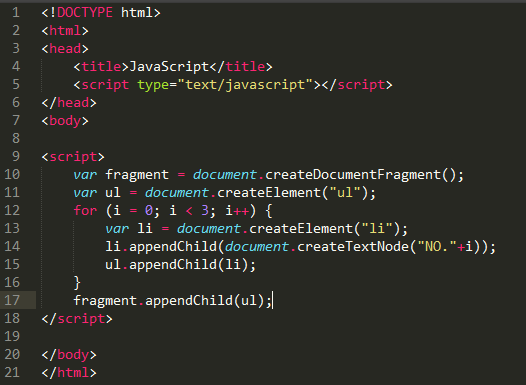 1 <!DOCTYPE html>
2 <html>
3 <head>
4     <title>JavaScript</title>
5     <script type="text/javascript"></script>
6 </head>
7 <body>
8
9 <script>
10     var fragment = document.createDocumentFragment();
11     var ul = document.createElement("ul");
12     for (i = 0; i < 3; i++) {
13         var li = document.createElement("li");
14         li.appendChild(document.createTextNode("NO."+i));
15         ul.appendChild(li);
16     }
17     fragment.appendChild(ul);
18 </script>
19
20 </body>
21 </html>